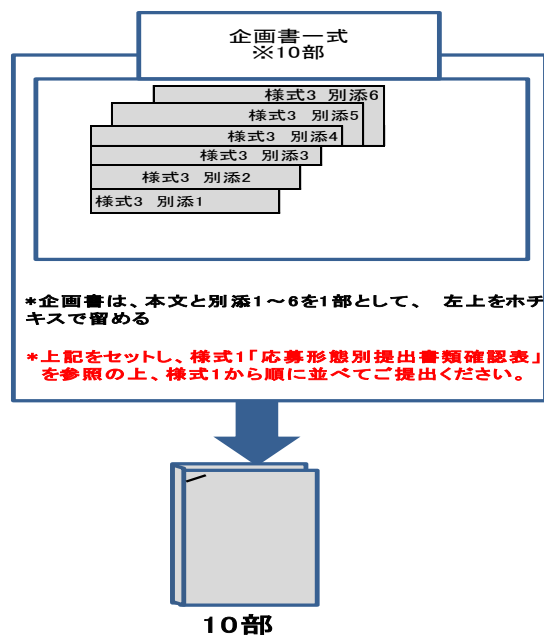 企画書一式
※10部
様式3 別添6
様式3 別添5
様式3 別添4
様式3 別添3
様式3 別添2
様式3 別添1
*企画書は、本文と別添1～6を1部として、 左上をホチ
キスで留める
*上記をセットし、様式1「応募形態別提出書類確認表」
を参照の上、様式1から順に並べてご提出ください。
10部